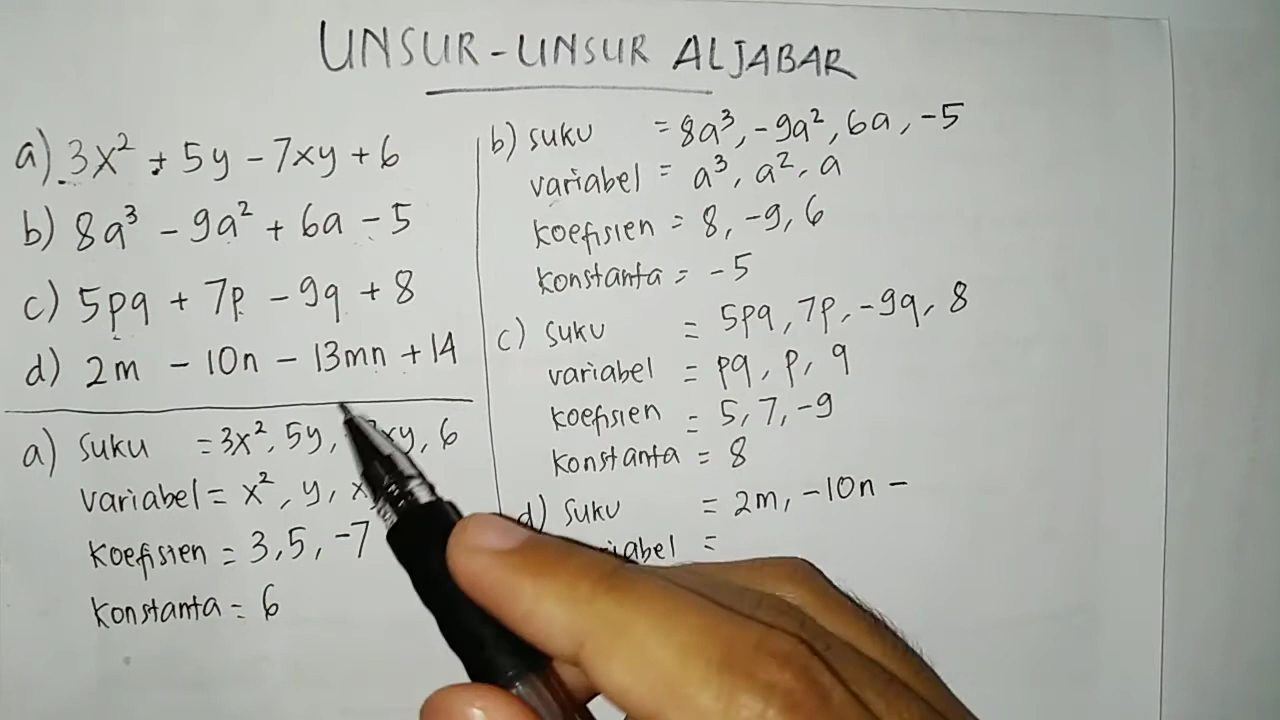 UNSUR-UNSUR ALJABAR
a) 3x² + 5y - 7xy + 6
b) 8a³ - 9a² + 6a - 5
c) 5pq + 7p - 9q + 8
d) 2m - 10n - 13mn + 14
a) suku = 3x², 5y, xy, 6
variabel = x², y, x
koefisien = 3, 5, -7
konstanta = 6
b) suku = 8a³, -9a², 6a, -5
variabel = a³, a², a
koefisien = 8, -9, 6
konstanta = -5
c) suku = 5pq, 7p, -9q, 8
variabel = pq, p, q
koefisien = 5, 7, -9
konstanta = 8
d) suku = 2m, -10n -
=